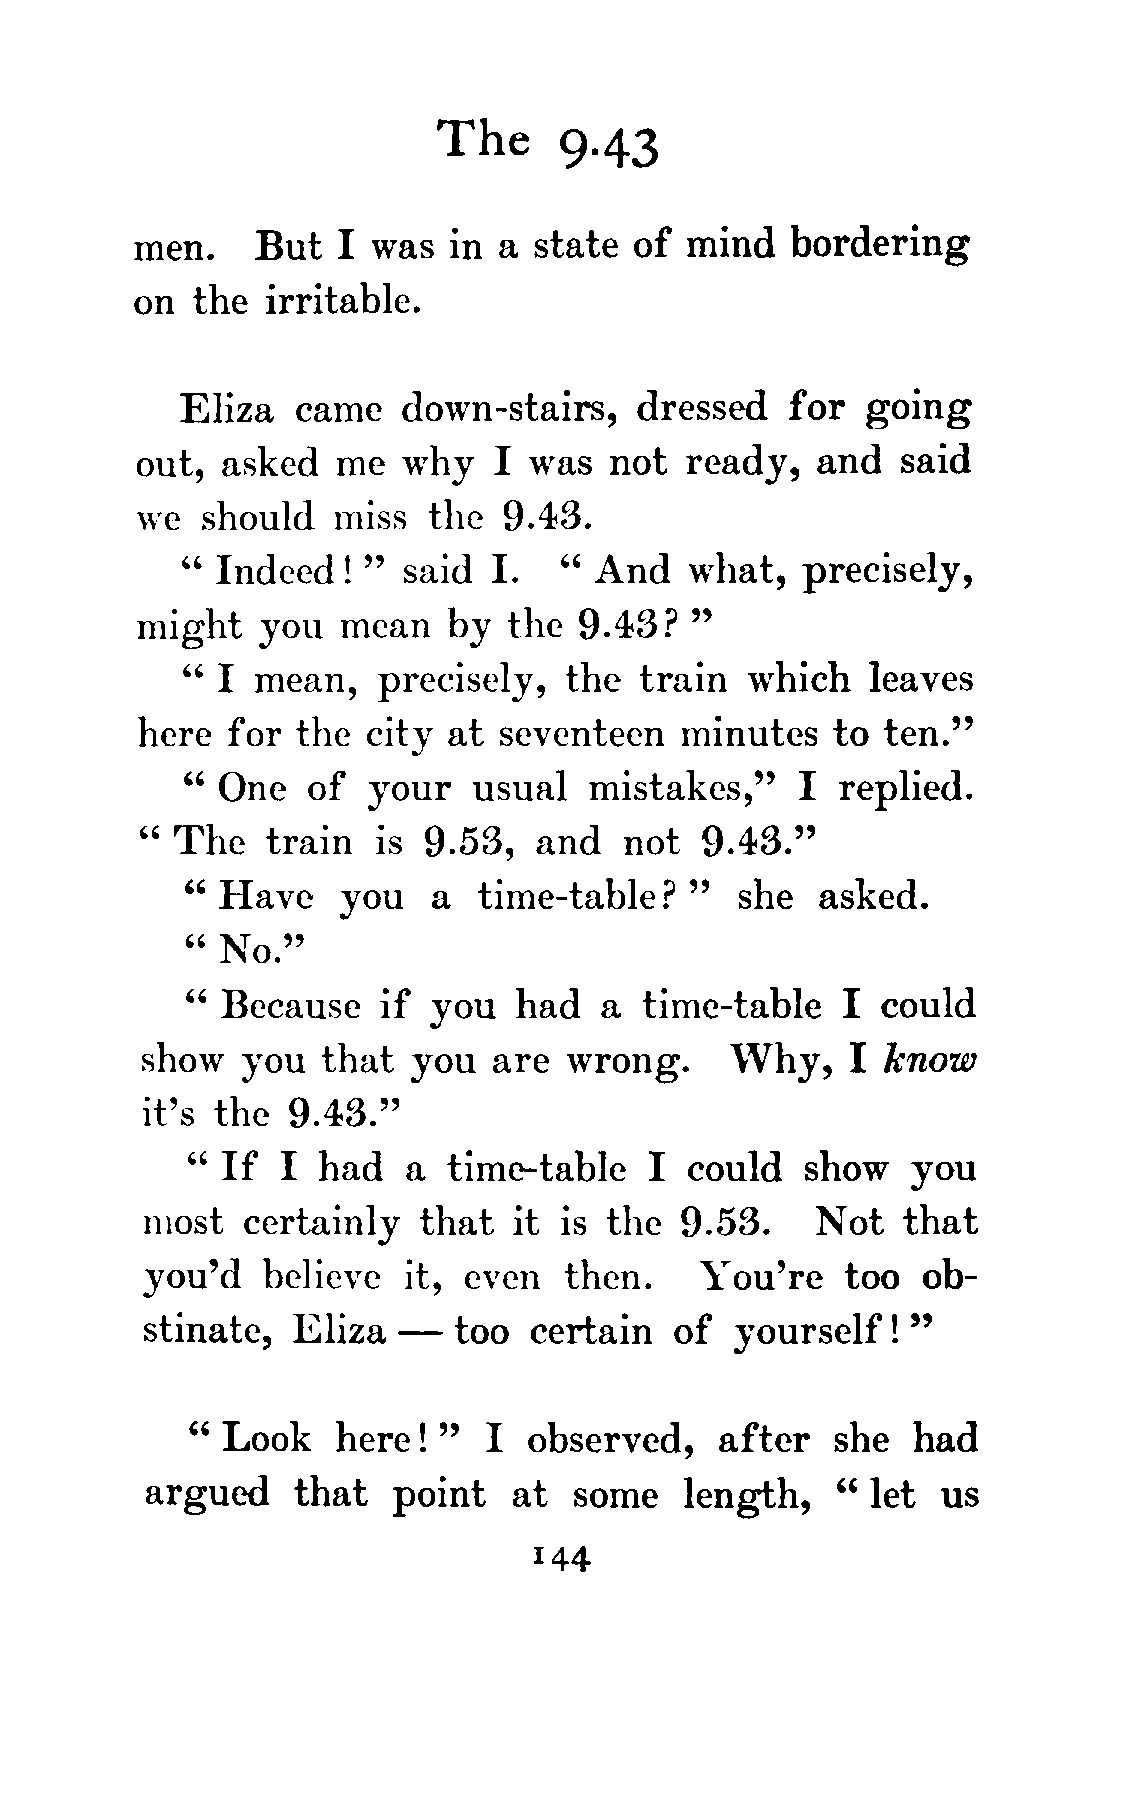 The 9.43
men. But I was in a state of mind bordering
on the irritable.
Eliza came down-stairs, dressed for going
out, asked me why I was not ready, and said
we should miss the 9.43.
“ Indeed! ” said I. “ And what, precisely,
might you mean by the 9.43? ”
“ I mean, precisely, the train which leaves
here for the city at seventeen minutes to ten.”
“ One of your usual mistakes,” I replied.
“ The train is 9.53, and not 9.43.”
“ Have you a time-table? ” she asked.
“ No.”
“ Because if you had a time-table I could
show you that you are wrong. Why, I know
it’s the 9.43.”
“ If I had a time-table I could show you
most certainly that it is the 9.53. Not that
you’d believe it, even then. You’re too ob-
stinate, Eliza — too certain of yourself! ”
“ Look here! ” I observed, after she had
argued that point at some length, “ let us
144